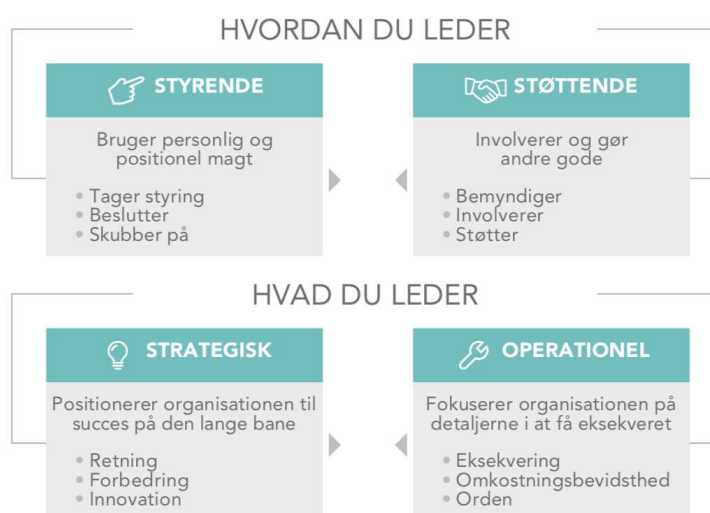 HVORDAN DU LEDER
STYRENDE
Bruger personlig og
positionel magt
• Tager styring
• Beslutter
• Skubber på
STØTTENDE
Involverer og gør
andre gode
• Bemyndiger
• Involverer
• Støtter
HVAD DU LEDER
STRATEGISK
Positionerer organisationen til
succes på den lange bane
• Retning
• Forbedring
• Innovation
OPERATIONEL
Fokuserer organisationen på
detaljerne i at få eksekveret
• Eksekvering
• Omkostningsbevidsthed
• Orden